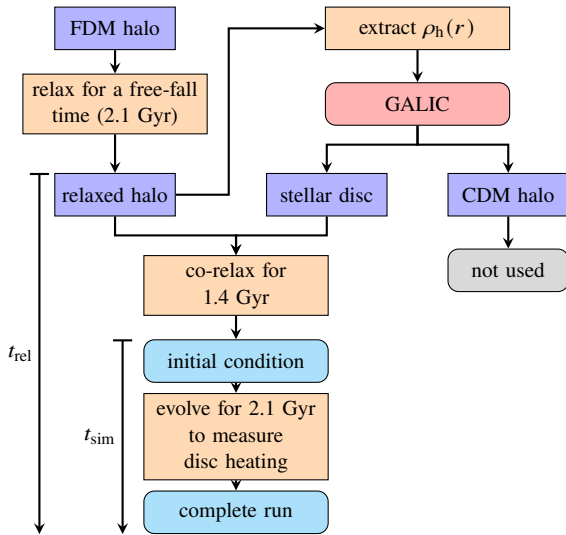 FDM halo
extract ρh(r)
relax for a free-fall
time (2.1 Gyr)
GALIC
relaxed halo
stellar disc
CDM halo
co-relax for
1.4 Gyr
not used
trel
initial condition
tsim
evolve for 2.1 Gyr
to measure
disc heating
complete run